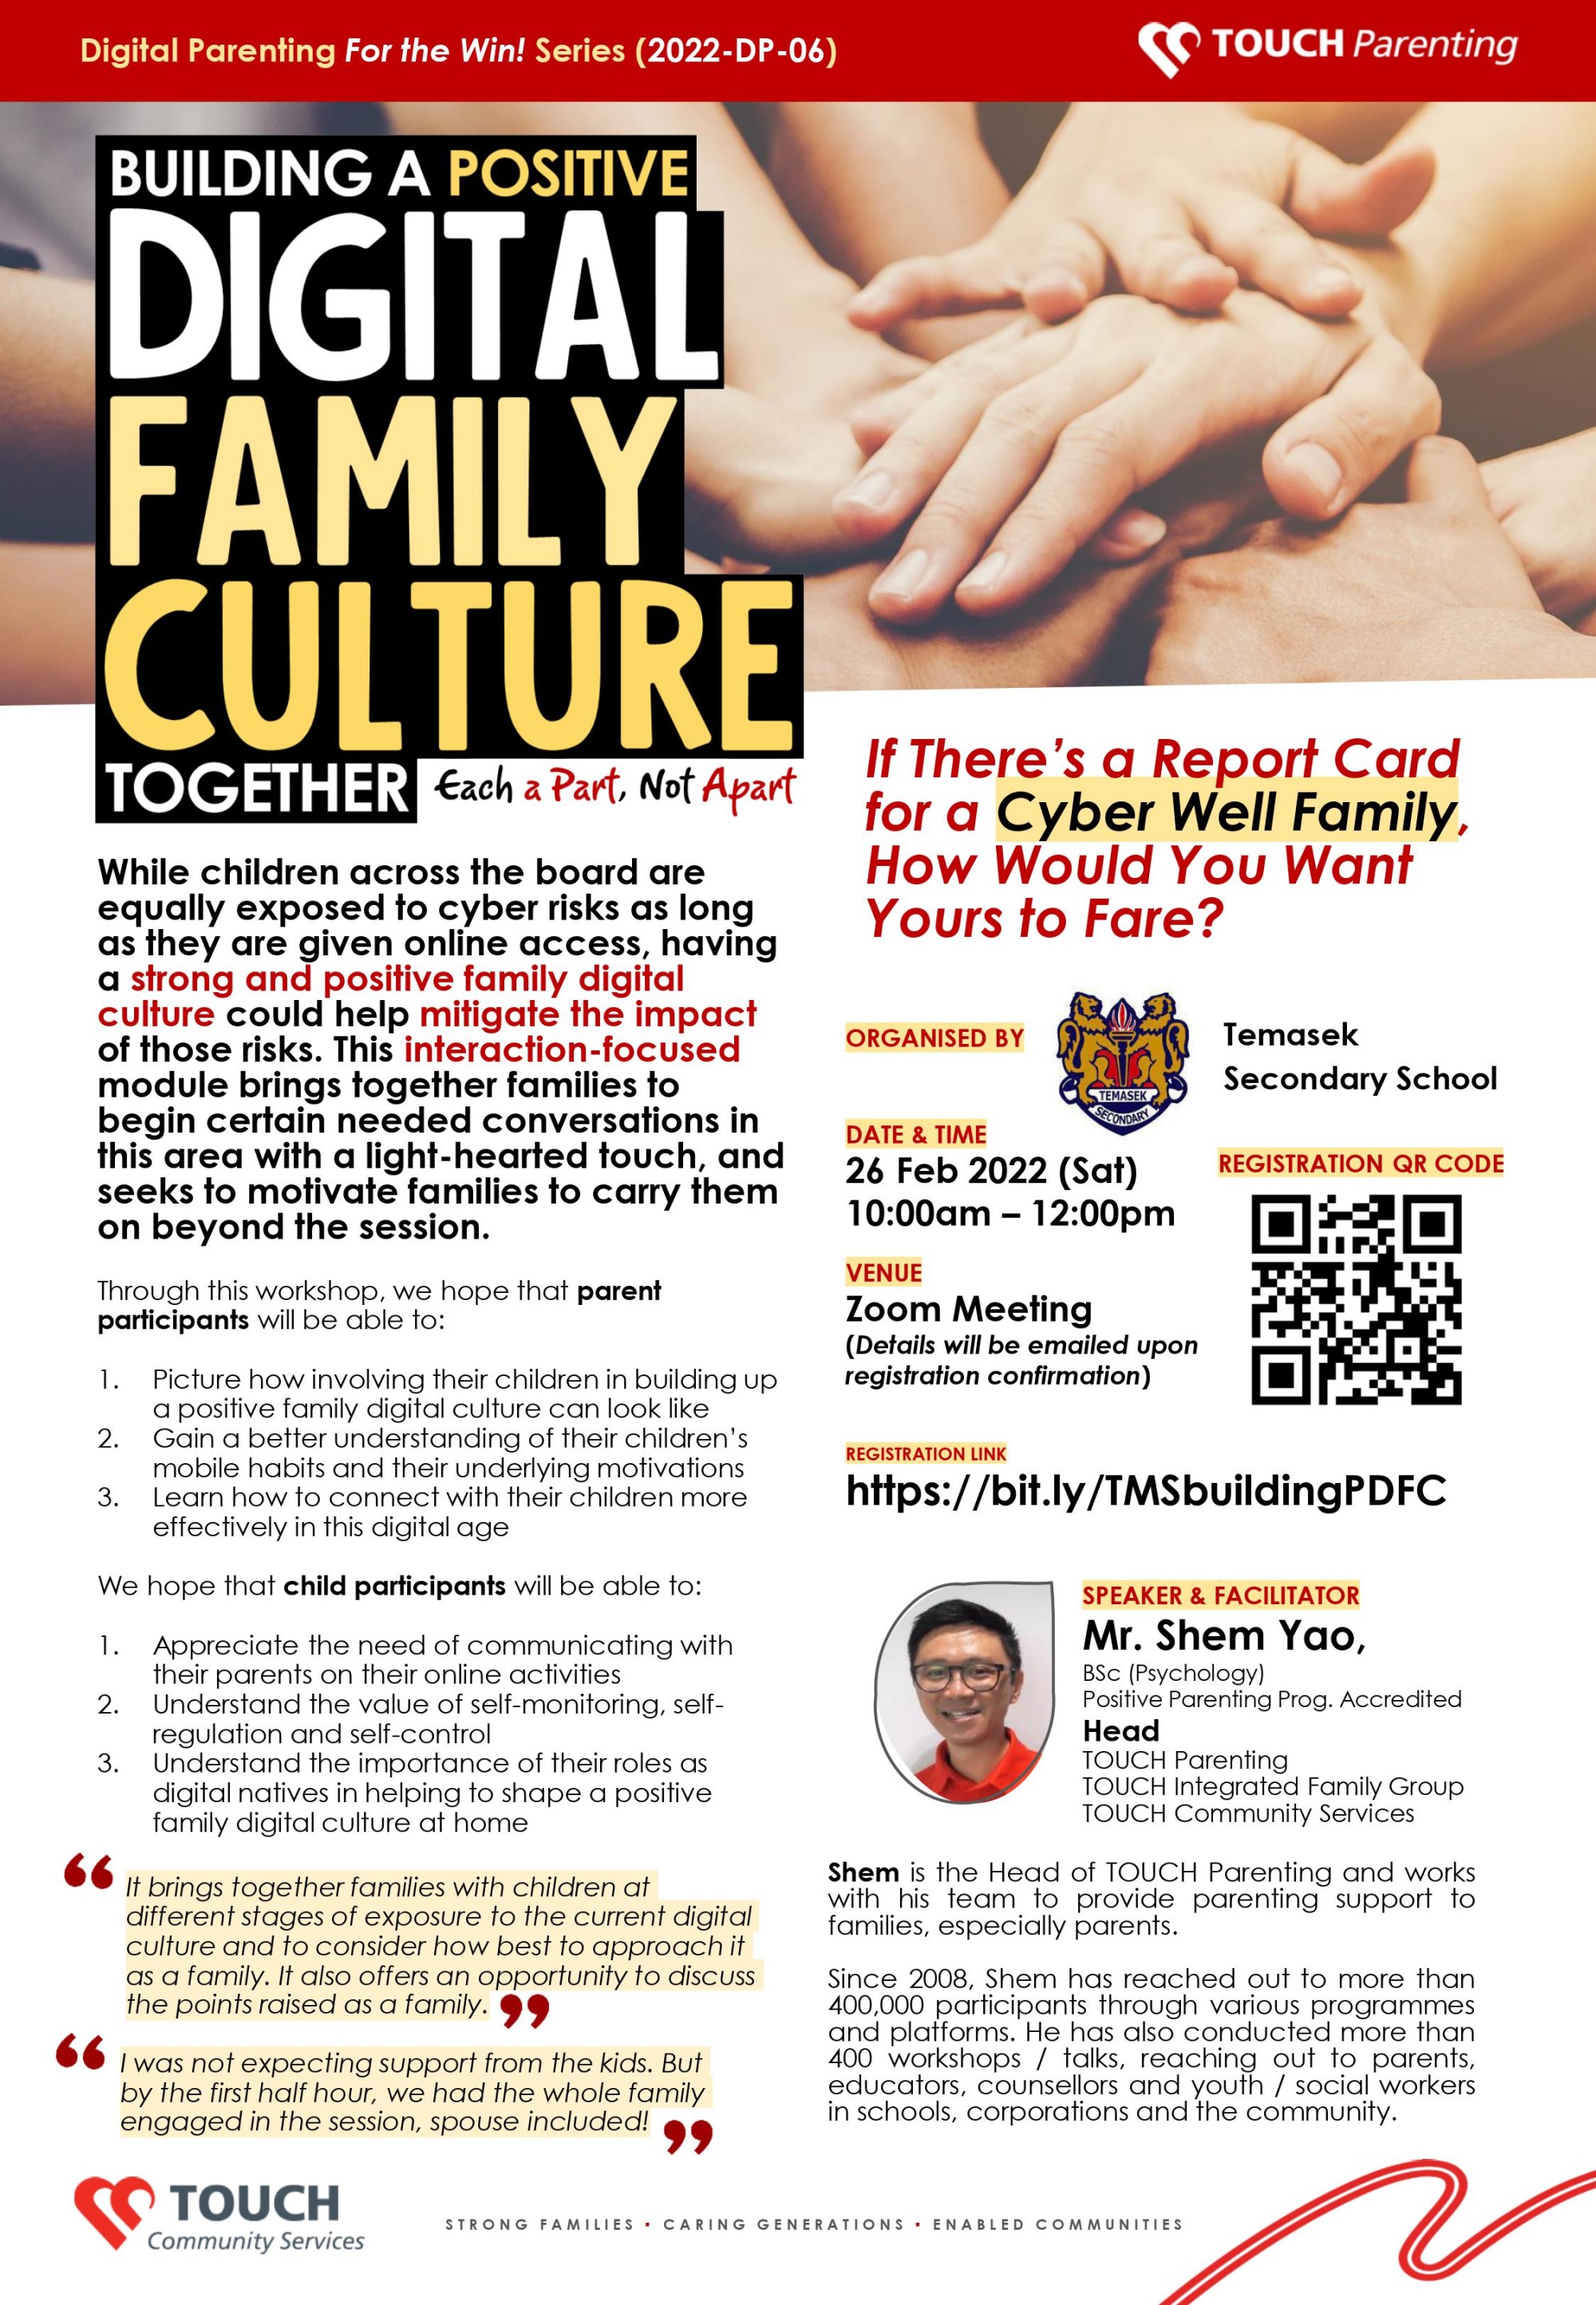 Digital Parenting For the Win! Series (2022-DP-06)
TOUCH Parenting
BUILDING A POSITIVE
DIGITAL
FAMILY
CULTURE
TOGETHER Each a Part, Not Apart
While children across the board are
equally exposed to cyber risks as long
as they are given online access, having
a strong and positive family digital
culture could help mitigate the impact
of those risks. This interaction-focused
module brings together families to
begin certain needed conversations in
this area with a light-hearted touch, and
seeks to motivate families to carry them
on beyond the session.
Through this workshop, we hope that parent
participants will be able to:
1. Picture how involving their children in building up
a positive family digital culture can look like
2. Gain a better understanding of their children's
mobile habits and their underlying motivations
3. Learn how to connect with their children more
effectively in this digital age
We hope that child participants will be able to:
1. Appreciate the need of communicating with
their parents on their online activities
2. Understand the value of self-monitoring, self-
regulation and self-control
3. Understand the importance of their roles as
digital natives in helping to shape a positive
family digital culture at home
“ It brings together families with children at
different stages of exposure to the current digital
culture and to consider how best to approach it
as a family. It also offers an opportunity to discuss
the points raised as a family. ”
“ I was not expecting support from the kids. But
by the first half hour, we had the whole family
engaged in the session, spouse included! ”
If There's a Report Card
for a Cyber Well Family,
How Would You Want
Yours to Fare?
ORGANISED BY
TEMASEK
SECONDARY
Temasek
Secondary School
DATE & TIME
26 Feb 2022 (Sat)
10:00am – 12:00pm
REGISTRATION QR CODE
VENUE
Zoom Meeting
(Details will be emailed upon
registration confirmation)
REGISTRATION LINK
https://bit.ly/TMSbuildingPDFC
SPEAKER & FACILITATOR
Mr. Shem Yao,
BSc (Psychology)
Positive Parenting Prog. Accredited
Head
TOUCH Parenting
TOUCH Integrated Family Group
TOUCH Community Services
Shem is the Head of TOUCH Parenting and works
with his team to provide parenting support to
families, especially parents.
Since 2008, Shem has reached out to more than
400,000 participants through various programmes
and platforms. He has also conducted more than
400 workshops / talks, reaching out to parents,
educators, counsellors and youth / social workers
in schools, corporations and the community.
TOUCH
Community Services
STRONG FAMILIES • CARING GENERATIONS • ENABLED COMMUNITIES